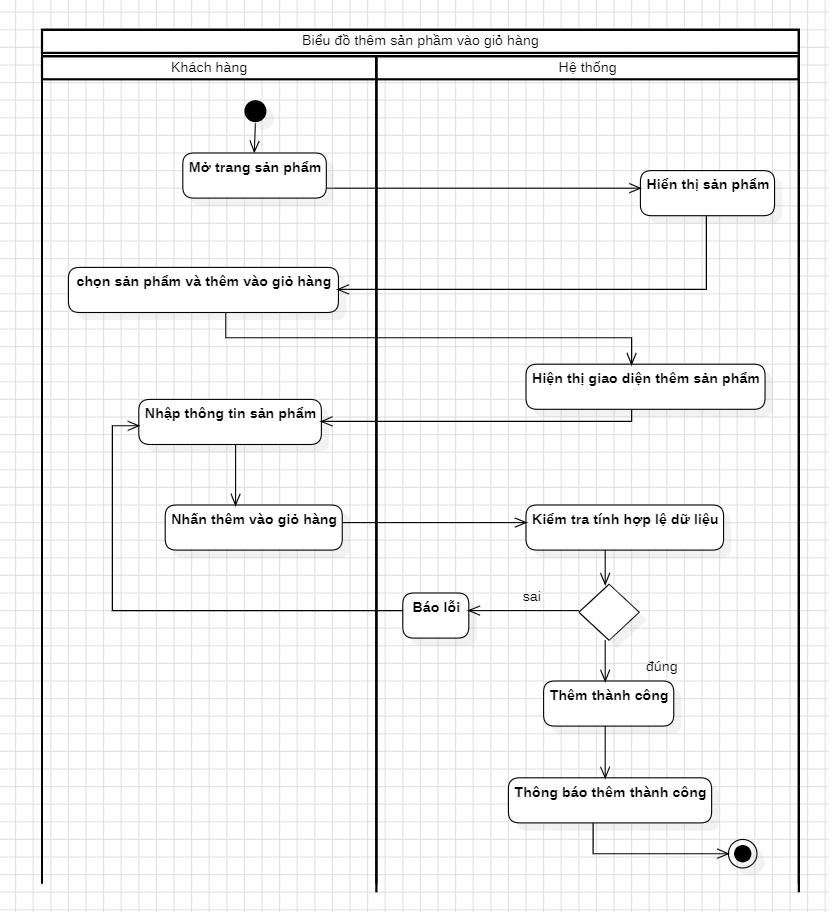 Biểu đồ thêm sản phầm vào giỏ hàng
Khách hàng
Hệ thống
Mở trang sản phẩm
Hiển thị sản phẩm
chọn sản phẩm và thêm vào giỏ hàng
Hiện thị giao diện thêm sản phẩm
Nhập thông tin sản phẩm
Nhấn thêm vào giỏ hàng
Kiểm tra tính hợp lệ dữ liệu
sai
Báo lỗi
đúng
Thêm thành công
Thông báo thêm thành công